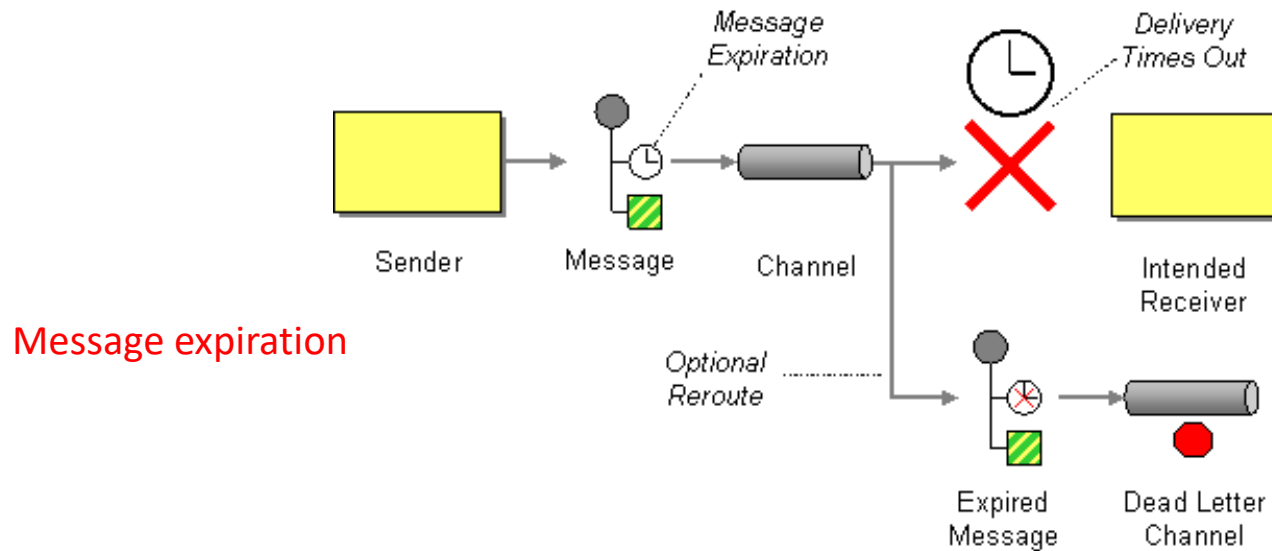 Message
Expiration
Delivery
Times Out
Sender
Message
Channel
Intended
Receiver
Message expiration
Optional
Reroute
Expired
Message
Dead Letter
Channel